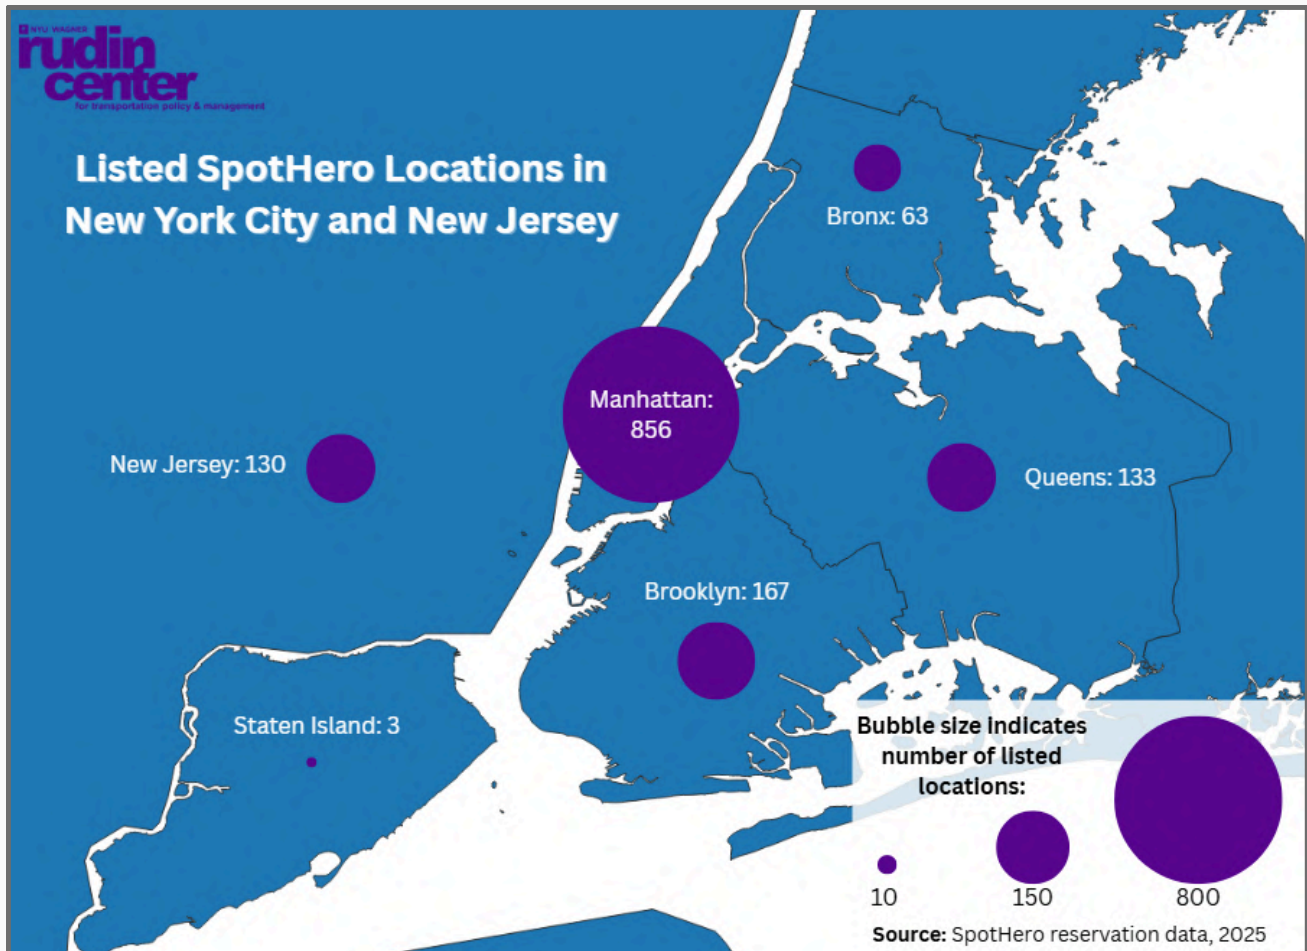 NYU WAGNER
rudin
center
for transportation policy & management
Listed SpotHero Locations in
New York City and New Jersey
Bronx: 63
Manhattan:
856
New Jersey: 130
Queens: 133
Brooklyn: 167
Staten Island: 3
Bubble size indicates
number of listed
locations:
10
150
800
Source: SpotHero reservation data, 2025